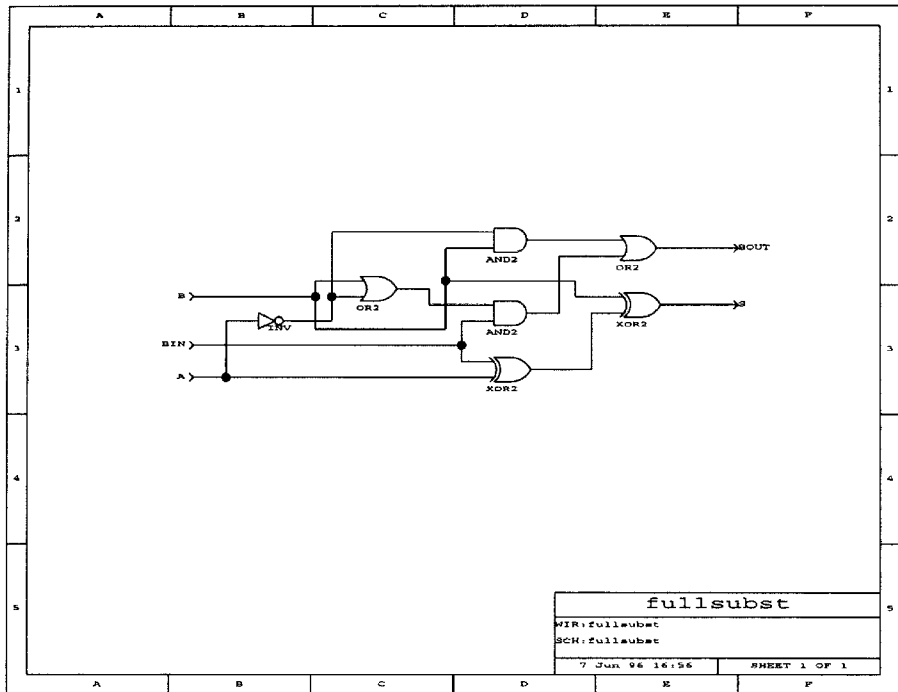 A B C D E F
1 1
2 2
AND2
BOUT
OR2
B
OR2
S
INV
AND2
XOR2
BIN
3 3
A
XOR2
4 4
5 5
fullsubst
WIR:fullsubst
SCH:fullsubst
7 Jun 96 16:56 SHEET 1 OF 1
A B C D E F